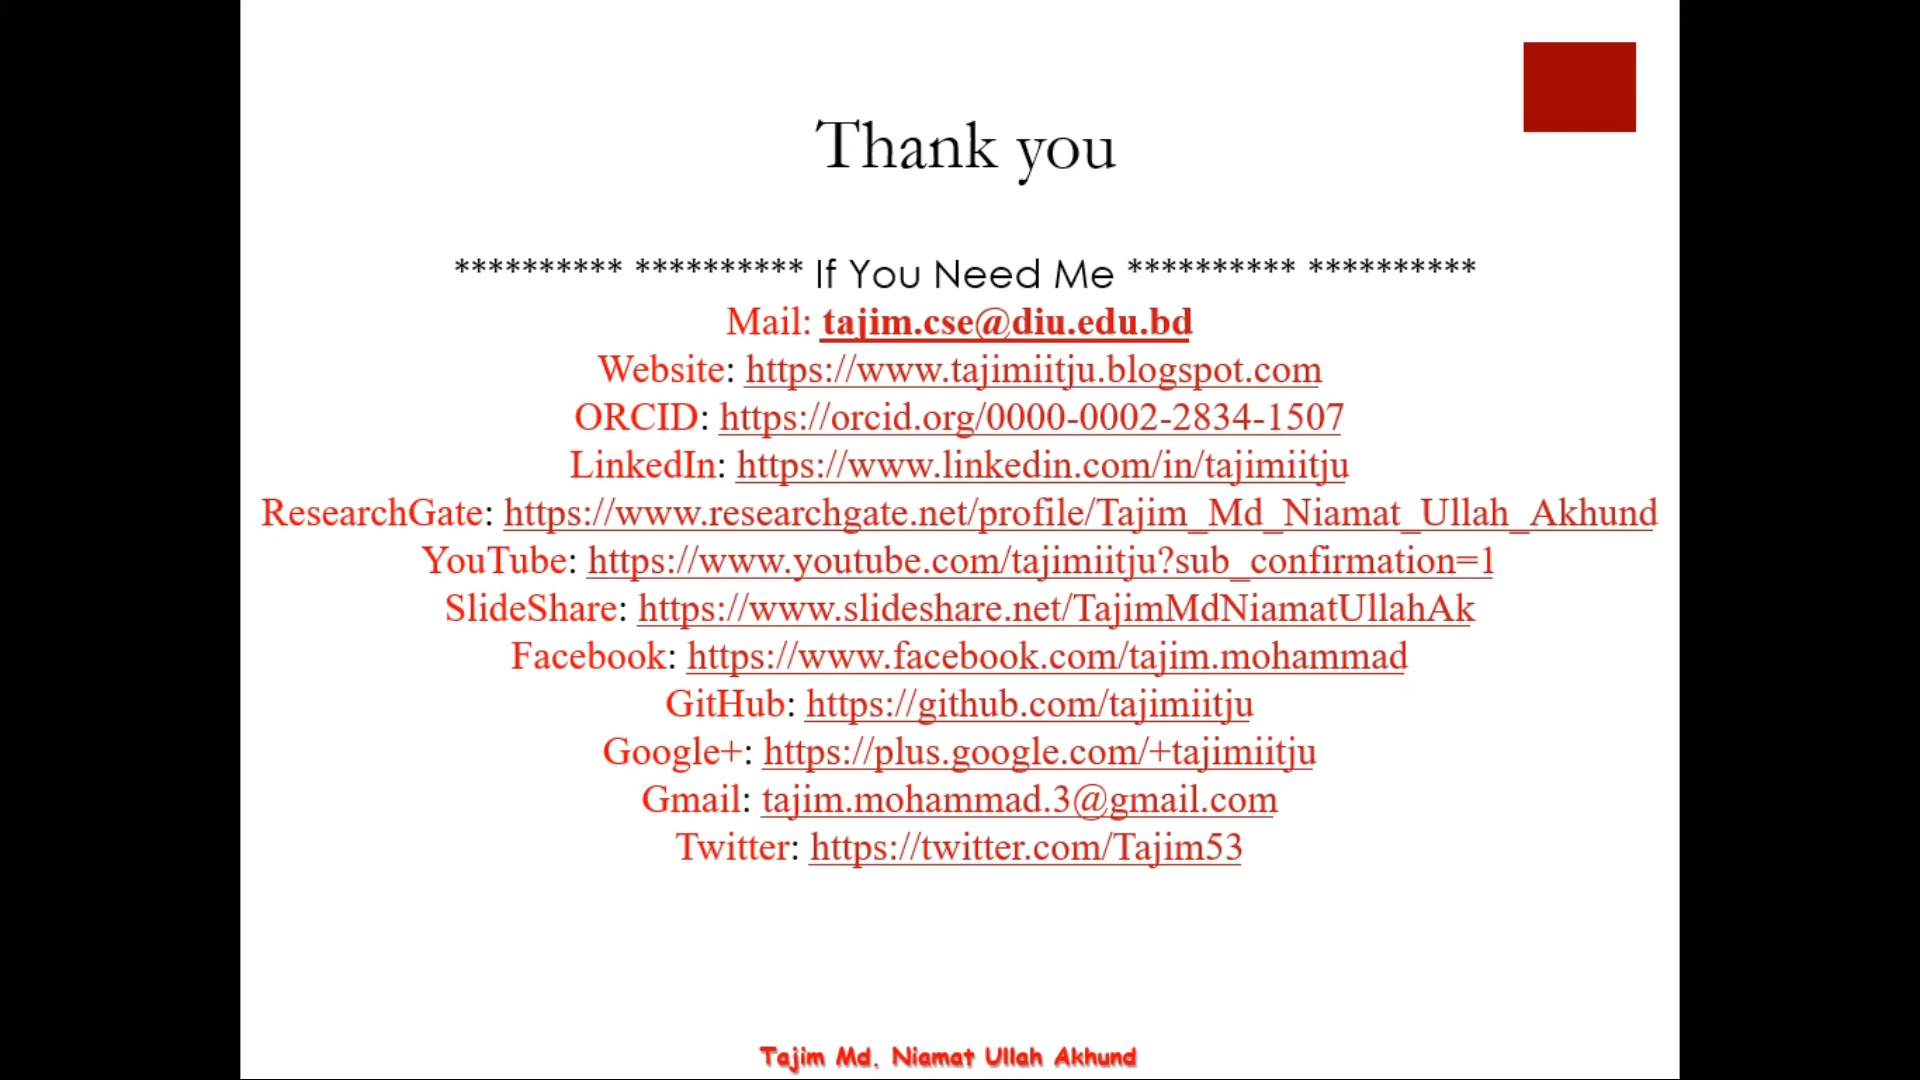 Thank you
********** ********** If You Need Me ********** **********
Mail: tajim.cse@diu.edu.bd
Website: https://www.tajimiitju.blogspot.com
ORCID: https://orcid.org/0000-0002-2834-1507
LinkedIn: https://www.linkedin.com/in/tajimiitju
ResearchGate: https://www.researchgate.net/profile/Tajim_Md_Niamat_Ullah_Akhund
YouTube: https://www.youtube.com/tajimiitju?sub_confirmation=1
SlideShare: https://www.slideshare.net/TajimMdNiamatUllahAk
Facebook: https://www.facebook.com/tajim.mohammad
GitHub: https://github.com/tajimiitju
Google+: https://plus.google.com/+tajimiitju
Gmail: tajim.mohammad.3@gmail.com
Twitter: https://twitter.com/Tajim53
Tajim Md. Niamat Ullah Akhund